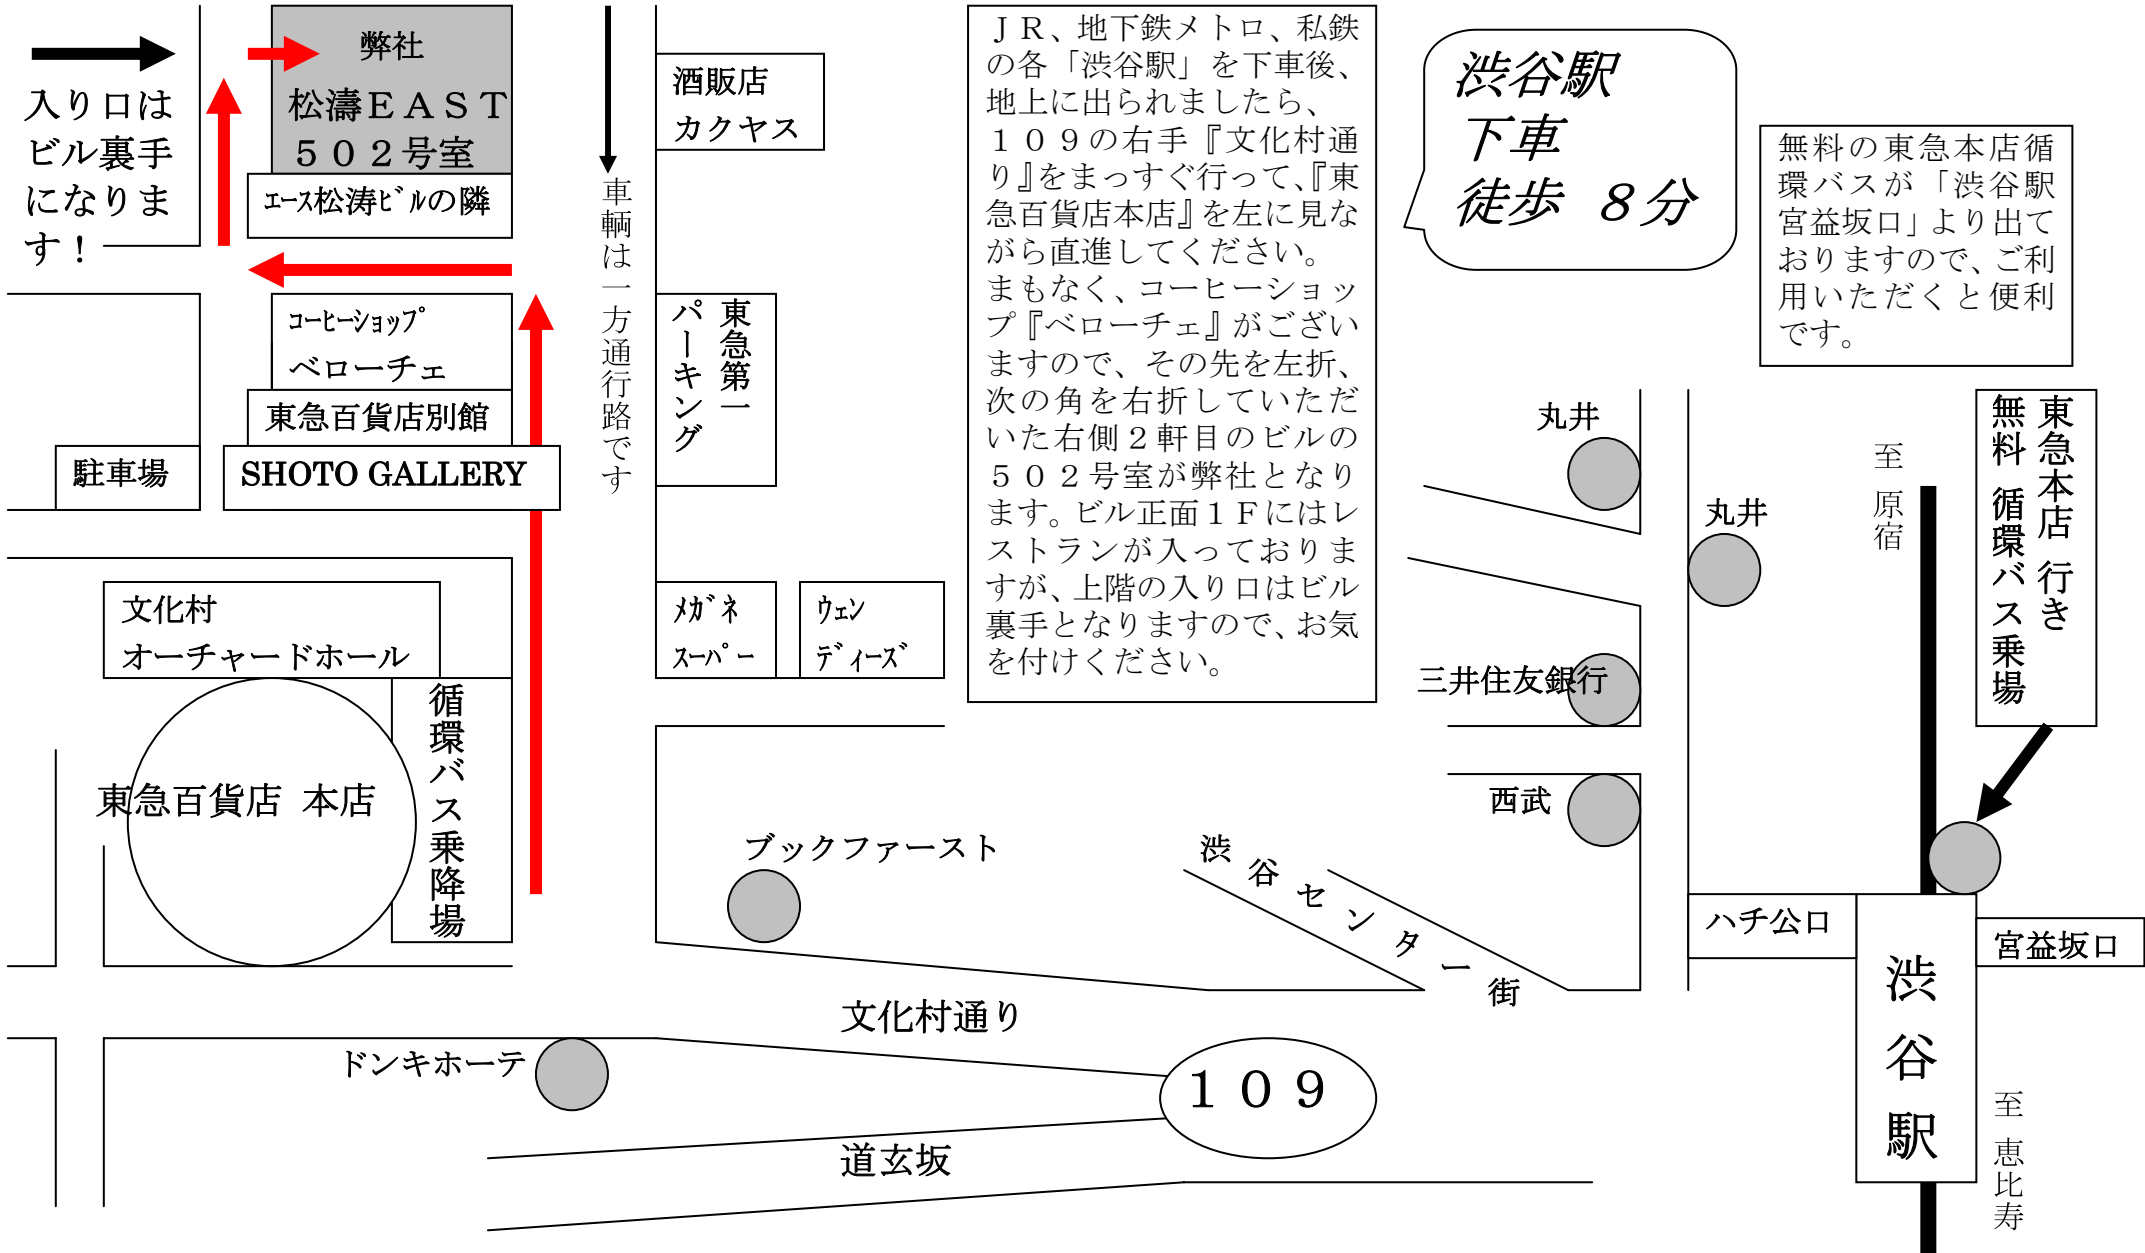 弊社
松濤ＥＡＳＴ
５０２号室
ｴｰｽ松涛ﾋﾞﾙの隣
入り口は
ビル裏手
になりま
す！
車輌は一方通行路です
酒販店
カクヤス
ＪＲ、地下鉄メトロ、私鉄
の各「渋谷駅」を下車後、
地上に出られましたら、
１０９の右手『文化村通
り』をまっすぐ行って、『東
急百貨店本店』を左に見な
がら直進してください。
まもなく、コーヒーショッ
プ『ベローチェ』がござい
ますので、その先を左折、
次の角を右折していただ
いた右側２軒目のビルの
５０２号室が弊社となり
ます。ビル正面１Ｆにはレ
ストランが入っておりま
すが、上階の入り口はビル
裏手となりますので、お気
を付けください。
渋谷駅
下車
徒歩 ８分
無料の東急本店循
環バスが「渋谷駅
宮益坂口」より出て
おりますので、ご利
用いただくと便利
です。
ｺｰﾋｰｼｮｯﾌﾟ
ベローチェ
東急百貨店別館
SHOTO GALLERY
駐車場
東急第一
パーキング
文化村
オーチャードホール
循環バス乗降場
東急百貨店 本店
ﾒｶﾞﾈ
ｽｰﾊﾟｰ
ｳｪﾝ
ﾃﾞｨｰｽﾞ
丸井
丸井
三井住友銀行
西武
至 原宿
東急本店 行き
無料 循環バス乗場
ブックファースト
渋谷センター街
ハチ公口
宮益坂口
渋谷駅
文化村通り
ドンキホーテ
１０９
道玄坂
至 恵比寿